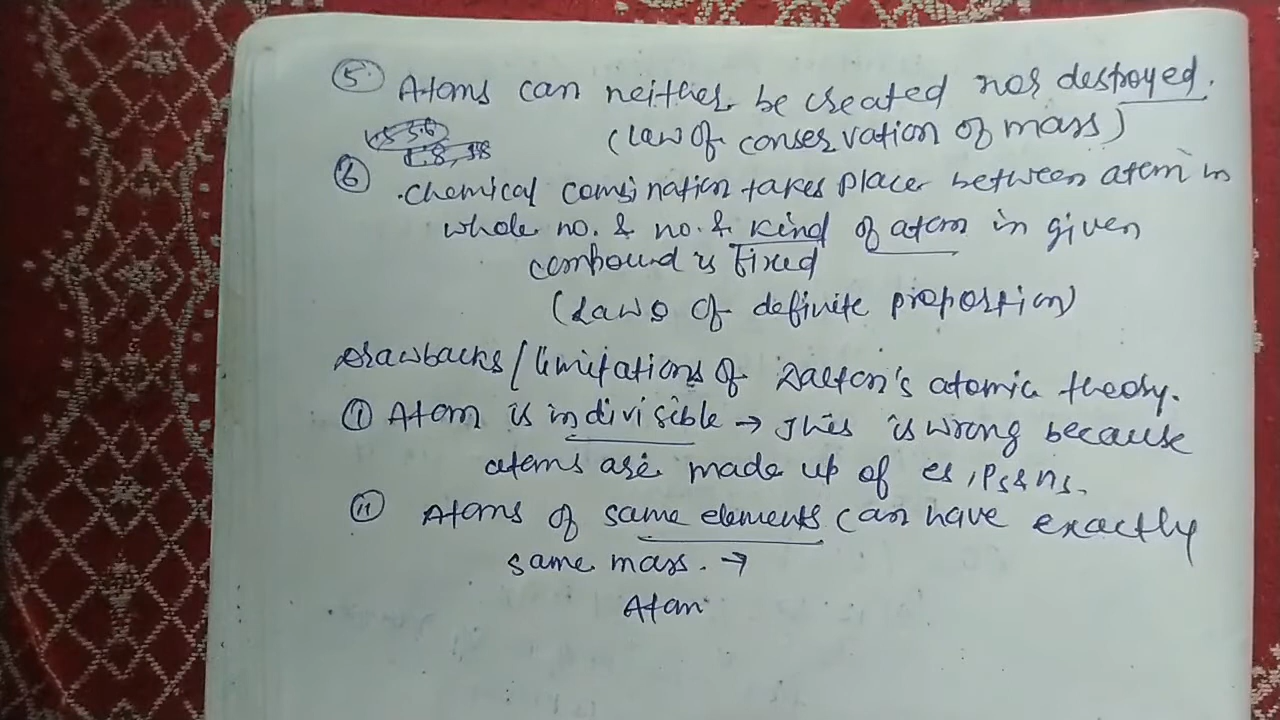 ⑤ Atoms can neither be created nor destroyed.
(Law of conservation of mass)
⑥ .Chemical combination takes place between atom in
whole no. & no. & kind of atom in given
compound is fixed
(Laws of definite proportion)
Drawbacks/limitations of Dalton's atomic theory.
① Atom is indivisible → This is wrong because
atoms are made up of es, Ps & ns.
⑪ Atoms of same elements can have exactly
same mass. →
Atom